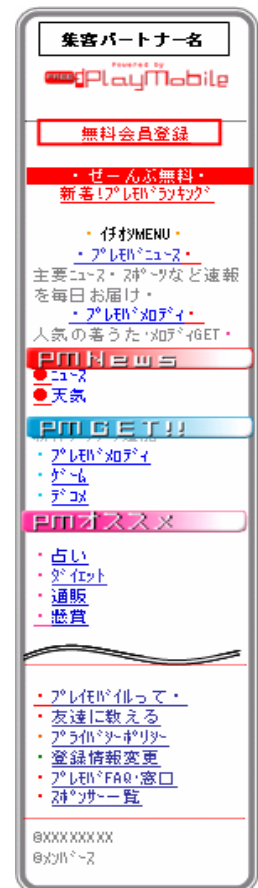 集客パートナー名
Powered by
FREE PlayMobile
無料会員登録
・ぜーんぶ無料・
新着!ﾌﾟﾚﾓﾊﾞﾗﾝｷﾝｸﾞ
・ｲﾁｵｼMENU・
・ﾌﾟﾚﾓﾊﾞﾆｭｰｽ・
主要ﾆｭｰｽ・ｽﾎﾟｰﾂなど速報
を毎日お届け・
・ﾌﾟﾚﾓﾊﾞﾒﾛﾃﾞｨ・
人気の着うた・ﾒﾛﾃﾞｨGET・
PM News
ﾆｭｰｽ
天気
PM GET!!
・ﾌﾟﾚﾓﾊﾞﾒﾛﾃﾞｨ
・ｹﾞｰﾑ
・ﾃﾞｺﾒ
PMオススメ
・占い
・ﾀﾞｲｴｯﾄ
・通販
・懸賞
・ﾌﾟﾚｲﾓﾊﾞｲﾙって・
・友達に教える
・ﾌﾟﾗｲﾊﾞｼｰﾎﾟﾘｼｰ
・登録情報変更
・ﾌﾟﾚﾓﾊﾞFAQ・窓口
・ｽﾎﾟﾝｻｰ一覧
@XXXXXXXX
@ﾒﾝﾊﾞｰｽﾞ